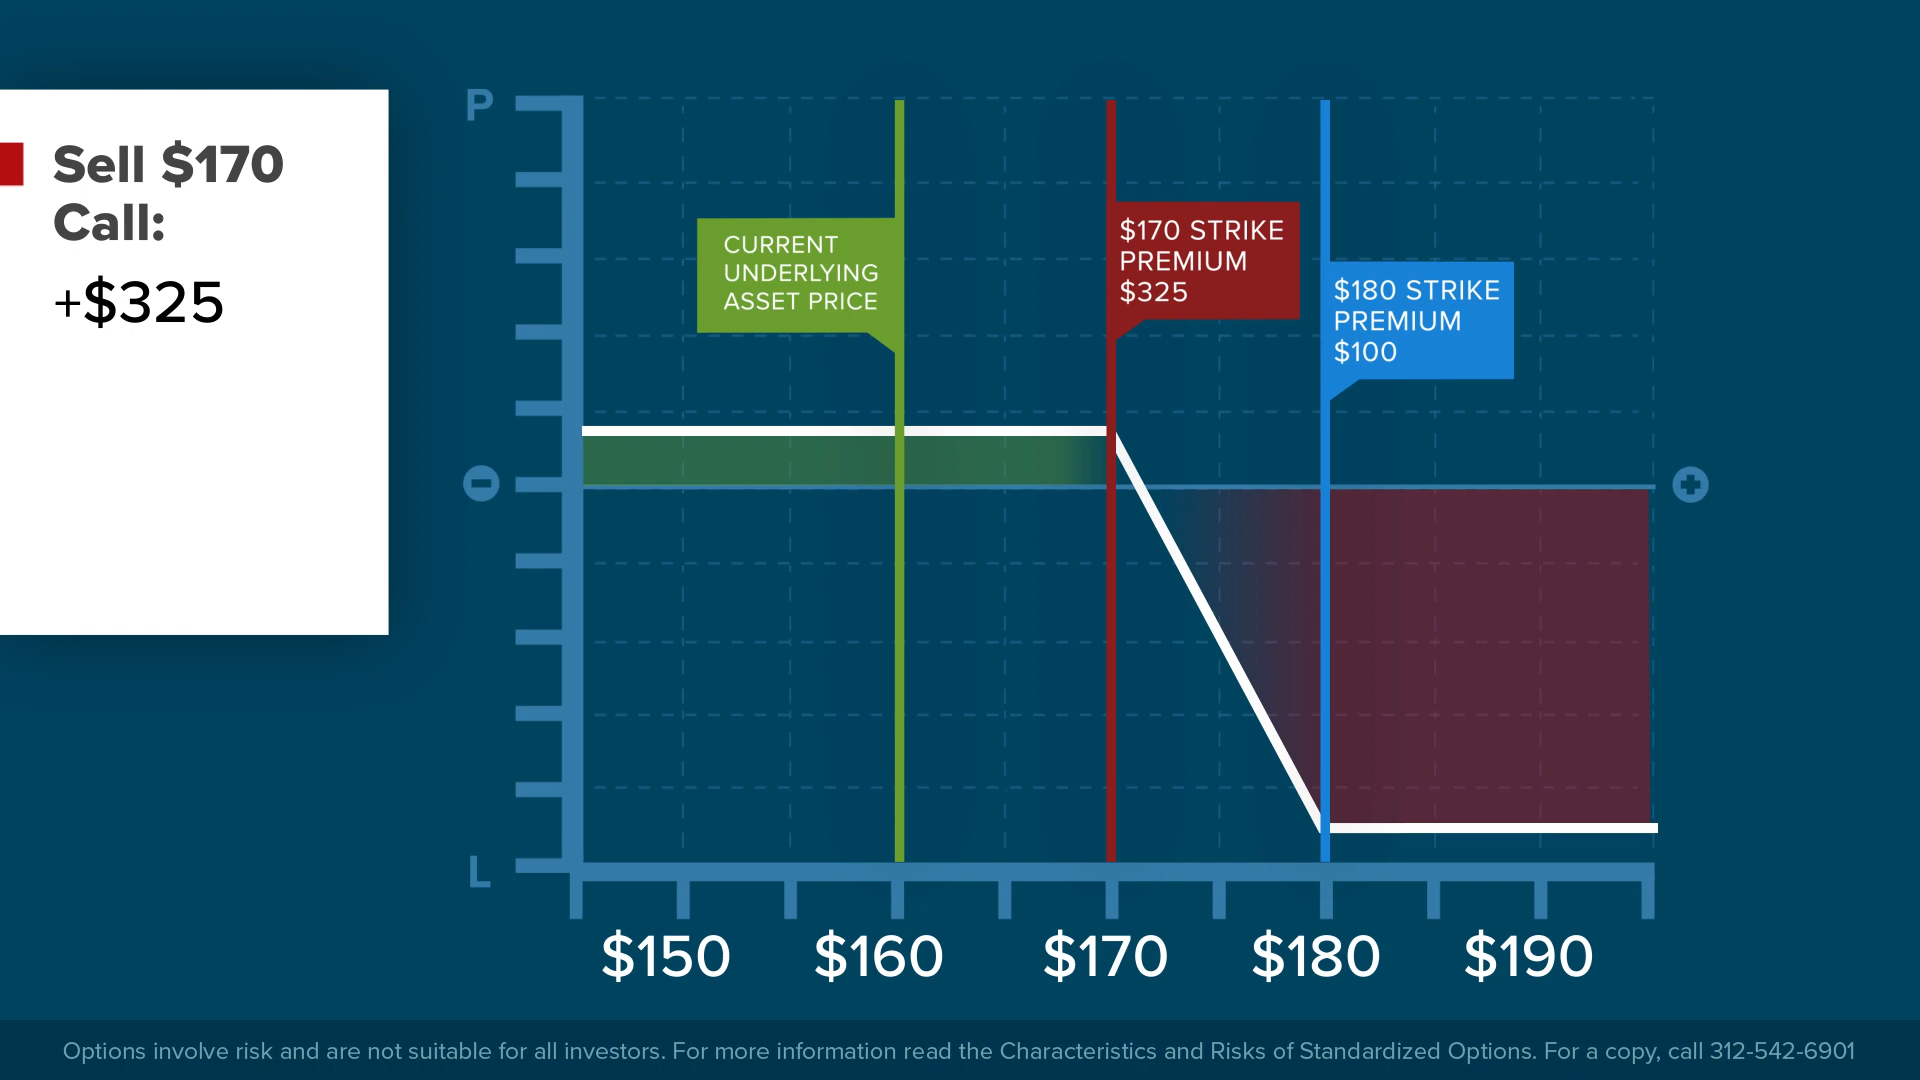 Sell $170
Call:
+$325
P
CURRENT
UNDERLYING
ASSET PRICE
$170 STRIKE
PREMIUM
$325
$180 STRIKE
PREMIUM
$100
L
$150 $160 $170 $180 $190
Options involve risk and are not suitable for all investors. For more information read the Characteristics and Risks of Standardized Options. For a copy, call 312-542-6901